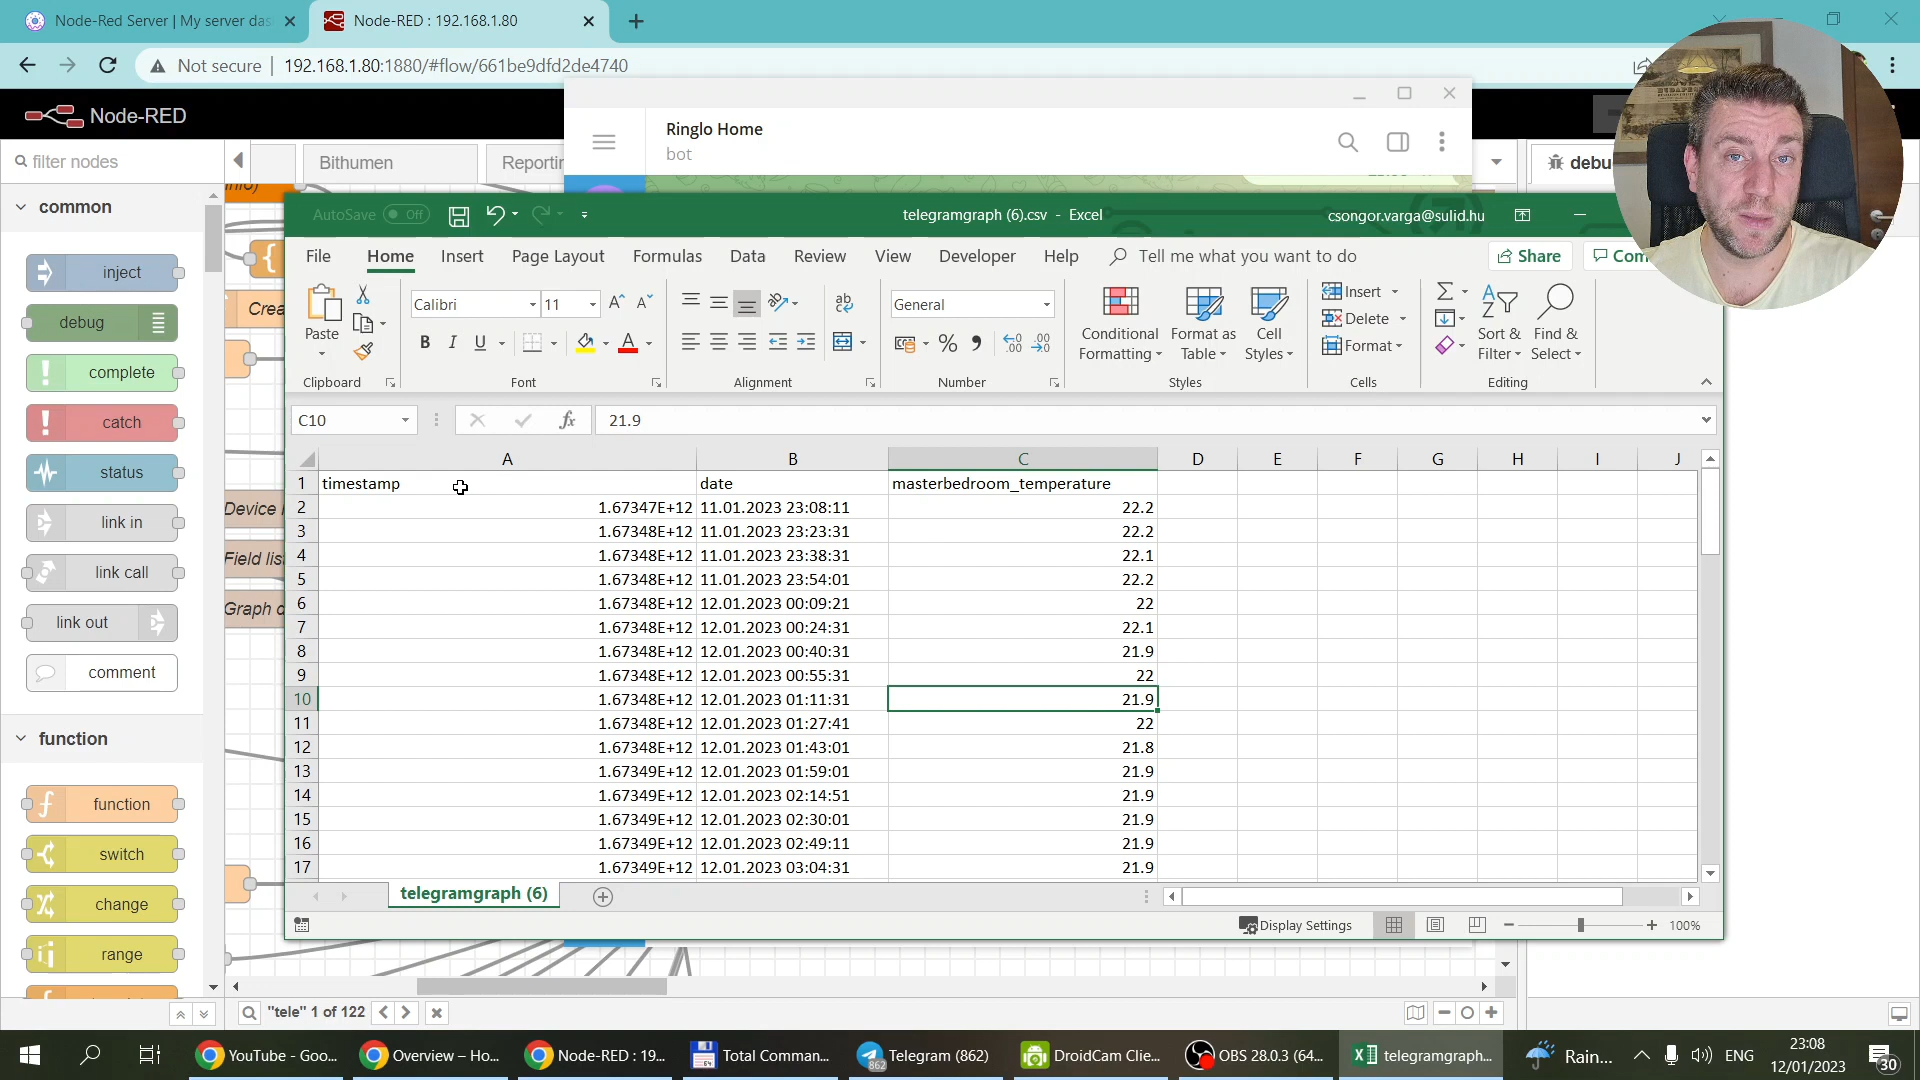 Node-Red Server | My server das
Node-RED : 192.168.1.80
Not secure
192.168.1.80:1880/#flow/661be9dfd2de4740
Node-RED
Ringlo Home
bot
filter nodes
Bithumen
Reportin
debu
common
inject
debug
complete
catch
status
link in
link call
link out
comment
function
function
switch
change
range
Crea
Device l
Field list
Graph d
AutoSave
Off
telegramgraph (6).csv - Excel
csongor.varga@sulid.hu
File
Home
Insert
Page Layout
Formulas
Data
Review
View
Developer
Help
Tell me what you want to do
Share
Com
Paste
Calibri
11
B I U
General
Conditional Formatting
Format as Table
Cell Styles
Insert
Delete
Format
Sort & Filter
Find & Select
Clipboard
Font
Alignment
Number
Styles
Cells
Editing
C10
fx
21.9
A B C D E F G H I J
1 timestamp date masterbedroom_temperature
2 1.67347E+12 11.01.2023 23:08:11 22.2
3 1.67348E+12 11.01.2023 23:23:31 22.2
4 1.67348E+12 11.01.2023 23:38:31 22.1
5 1.67348E+12 11.01.2023 23:54:01 22.2
6 1.67348E+12 12.01.2023 00:09:21 22
7 1.67348E+12 12.01.2023 00:24:31 22.1
8 1.67348E+12 12.01.2023 00:40:31 21.9
9 1.67348E+12 12.01.2023 00:55:31 22
10 1.67348E+12 12.01.2023 01:11:31 21.9
11 1.67348E+12 12.01.2023 01:27:41 22
12 1.67348E+12 12.01.2023 01:43:01 21.8
13 1.67349E+12 12.01.2023 01:59:01 21.9
14 1.67349E+12 12.01.2023 02:14:51 21.9
15 1.67349E+12 12.01.2023 02:30:01 21.9
16 1.67349E+12 12.01.2023 02:49:11 21.9
17 1.67349E+12 12.01.2023 03:04:31 21.9
telegramgraph (6)
Display Settings
100%
"tele" 1 of 122
YouTube - Goo...
Overview – Ho...
Node-RED : 19...
Total Comman...
Telegram (862)
DroidCam Clie...
OBS 28.0.3 (64...
telegramgraph...
Rain...
ENG
23:08
12/01/2023
30